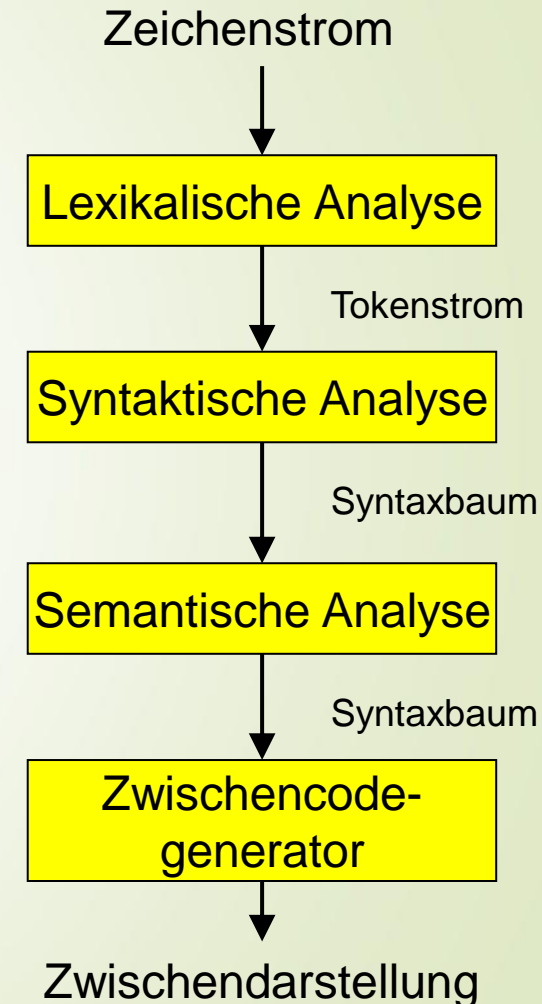 Zeichenstrom
Lexikalische Analyse
Tokenstrom
Syntaktische Analyse
Syntaxbaum
Semantische Analyse
Syntaxbaum
Zwischencode-
generator
Zwischendarstellung